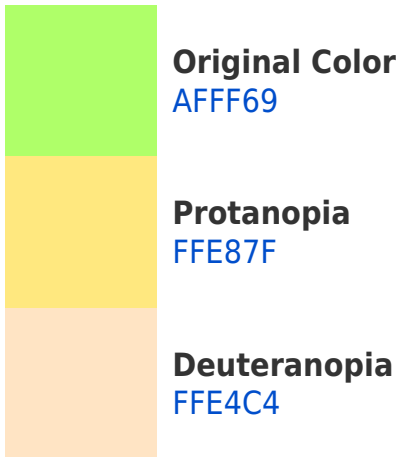 Original Color
AFFF69
Protanopia
FFE87F
Deuteranopia
FFE4C4